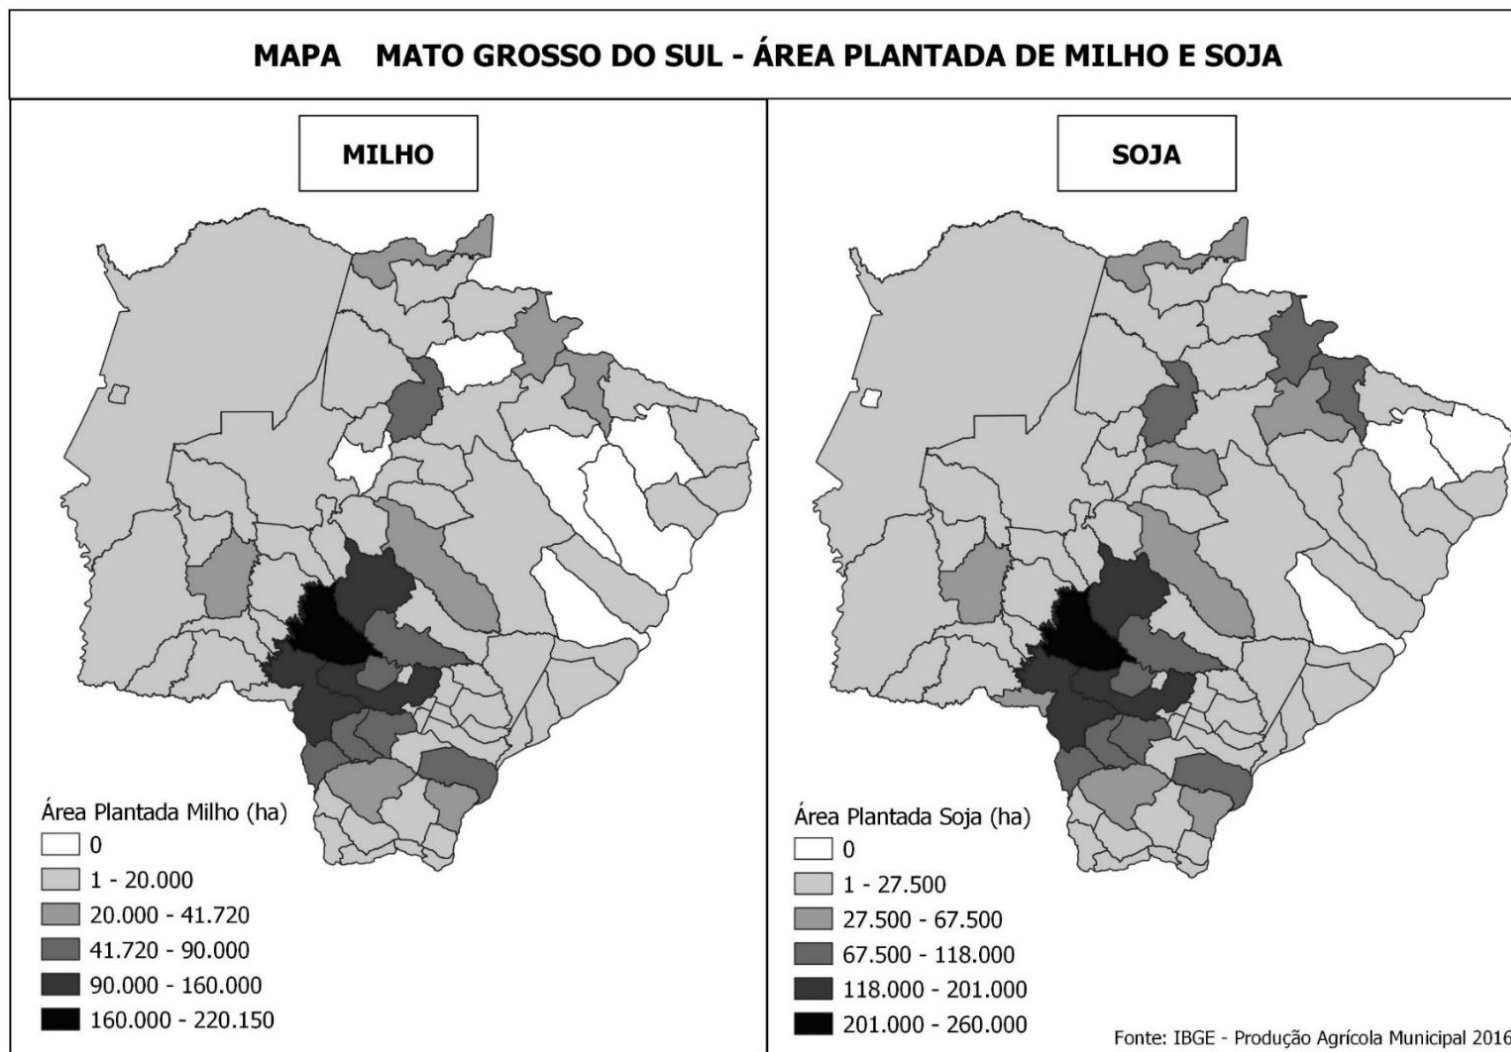 MAPA MATO GROSSO DO SUL - ÁREA PLANTADA DE MILHO E SOJA
MILHO
Área Plantada Milho (ha)
0
1 - 20.000
20.000 - 41.720
41.720 - 90.000
90.000 - 160.000
160.000 - 220.150
SOJA
Área Plantada Soja (ha)
0
1 - 27.500
27.500 - 67.500
67.500 - 118.000
118.000 - 201.000
201.000 - 260.000
Fonte: IBGE - Produção Agrícola Municipal 2016